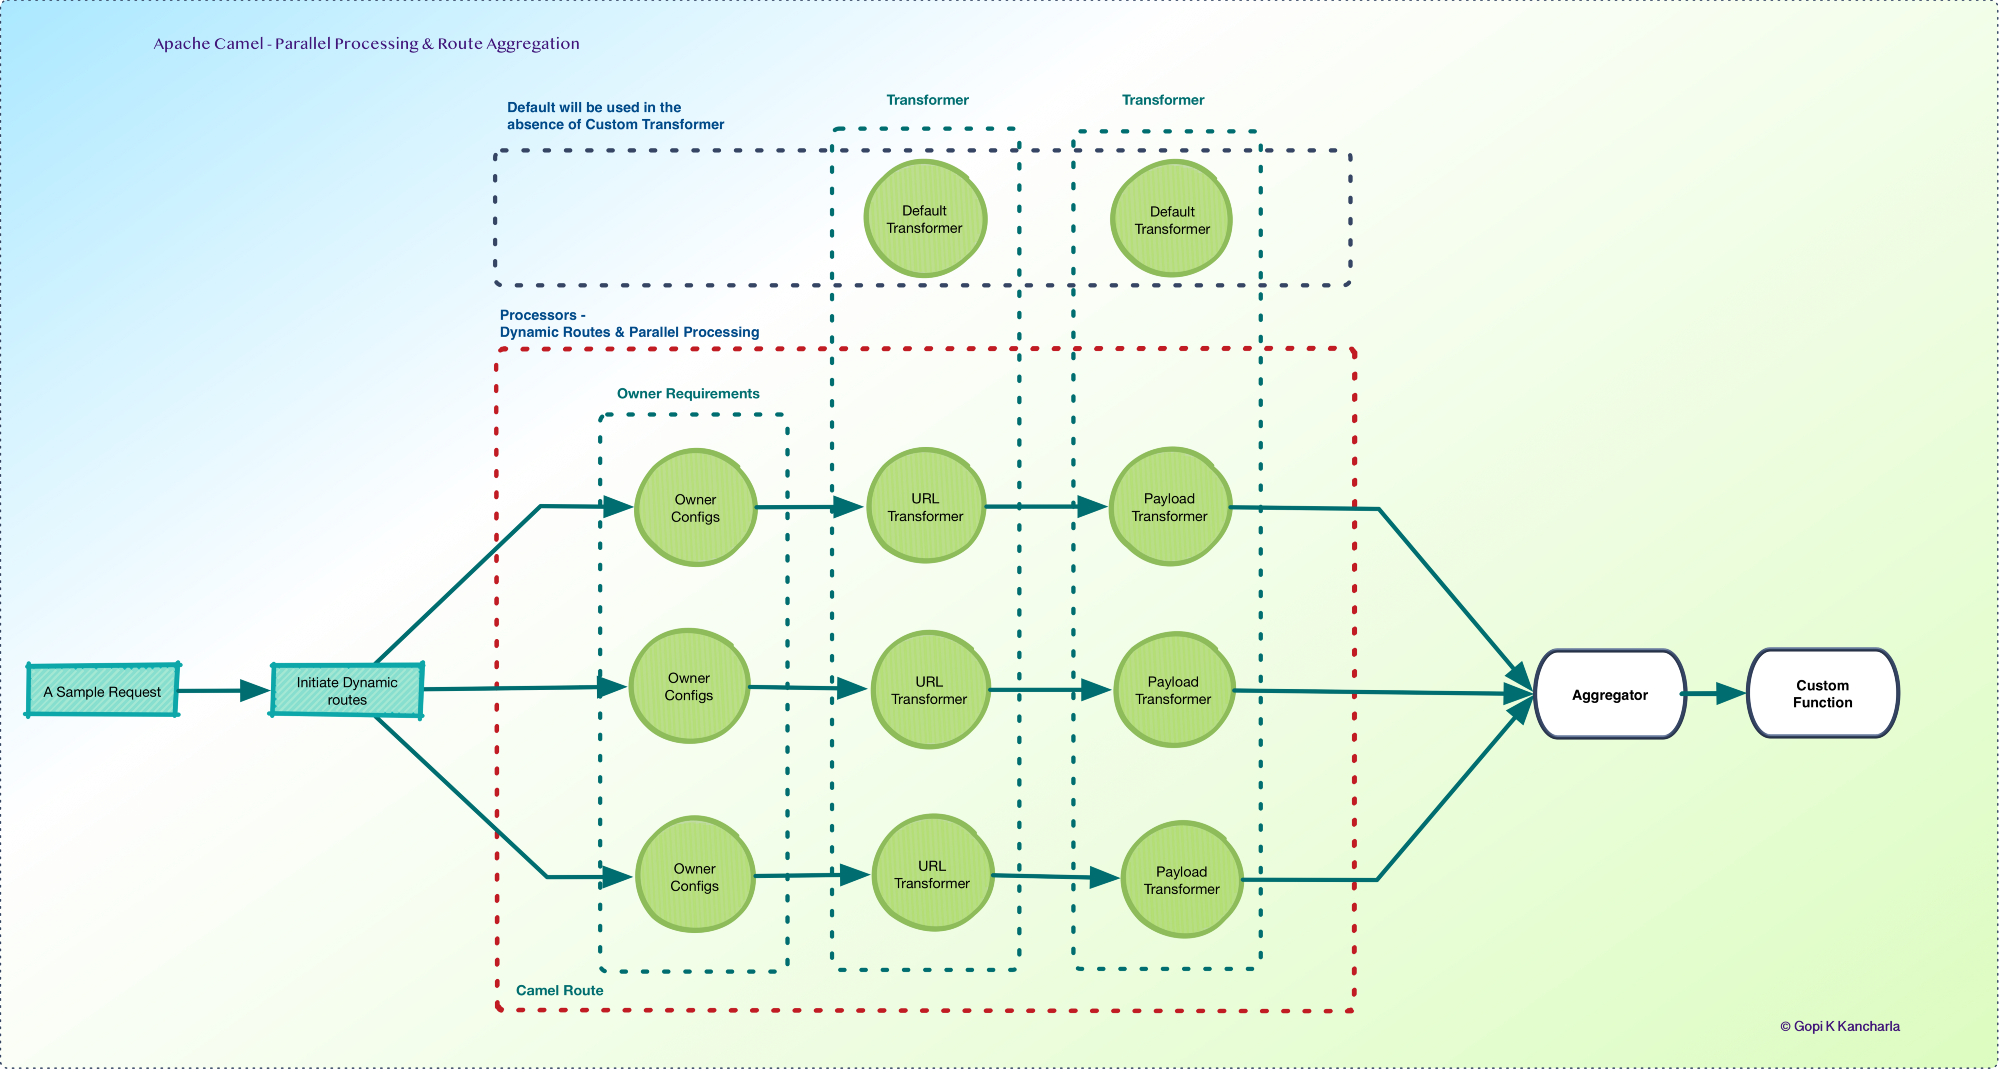 Apache Camel - Parallel Processing & Route Aggregation
Default will be used in the
absence of Custom Transformer
Transformer
Transformer
Default
Transformer
Default
Transformer
Processors -
Dynamic Routes & Parallel Processing
Owner Requirements
Owner
Configs
URL
Transformer
Payload
Transformer
A Sample Request
Initiate Dynamic
routes
Owner
Configs
URL
Transformer
Payload
Transformer
Aggregator
Custom
Function
Owner
Configs
URL
Transformer
Payload
Transformer
Camel Route
© Gopi K Kancharla